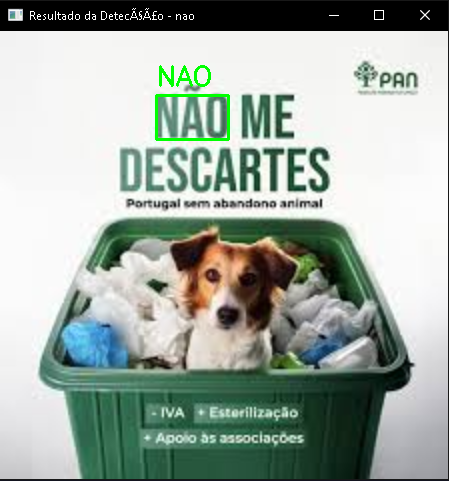 Resultado da DetecÃ§Ã£o - nao
NAO
PAN
NÃO ME
DESCARTES
Portugal sem abandono animal
- IVA + Esterilização
+ Apoio às associações